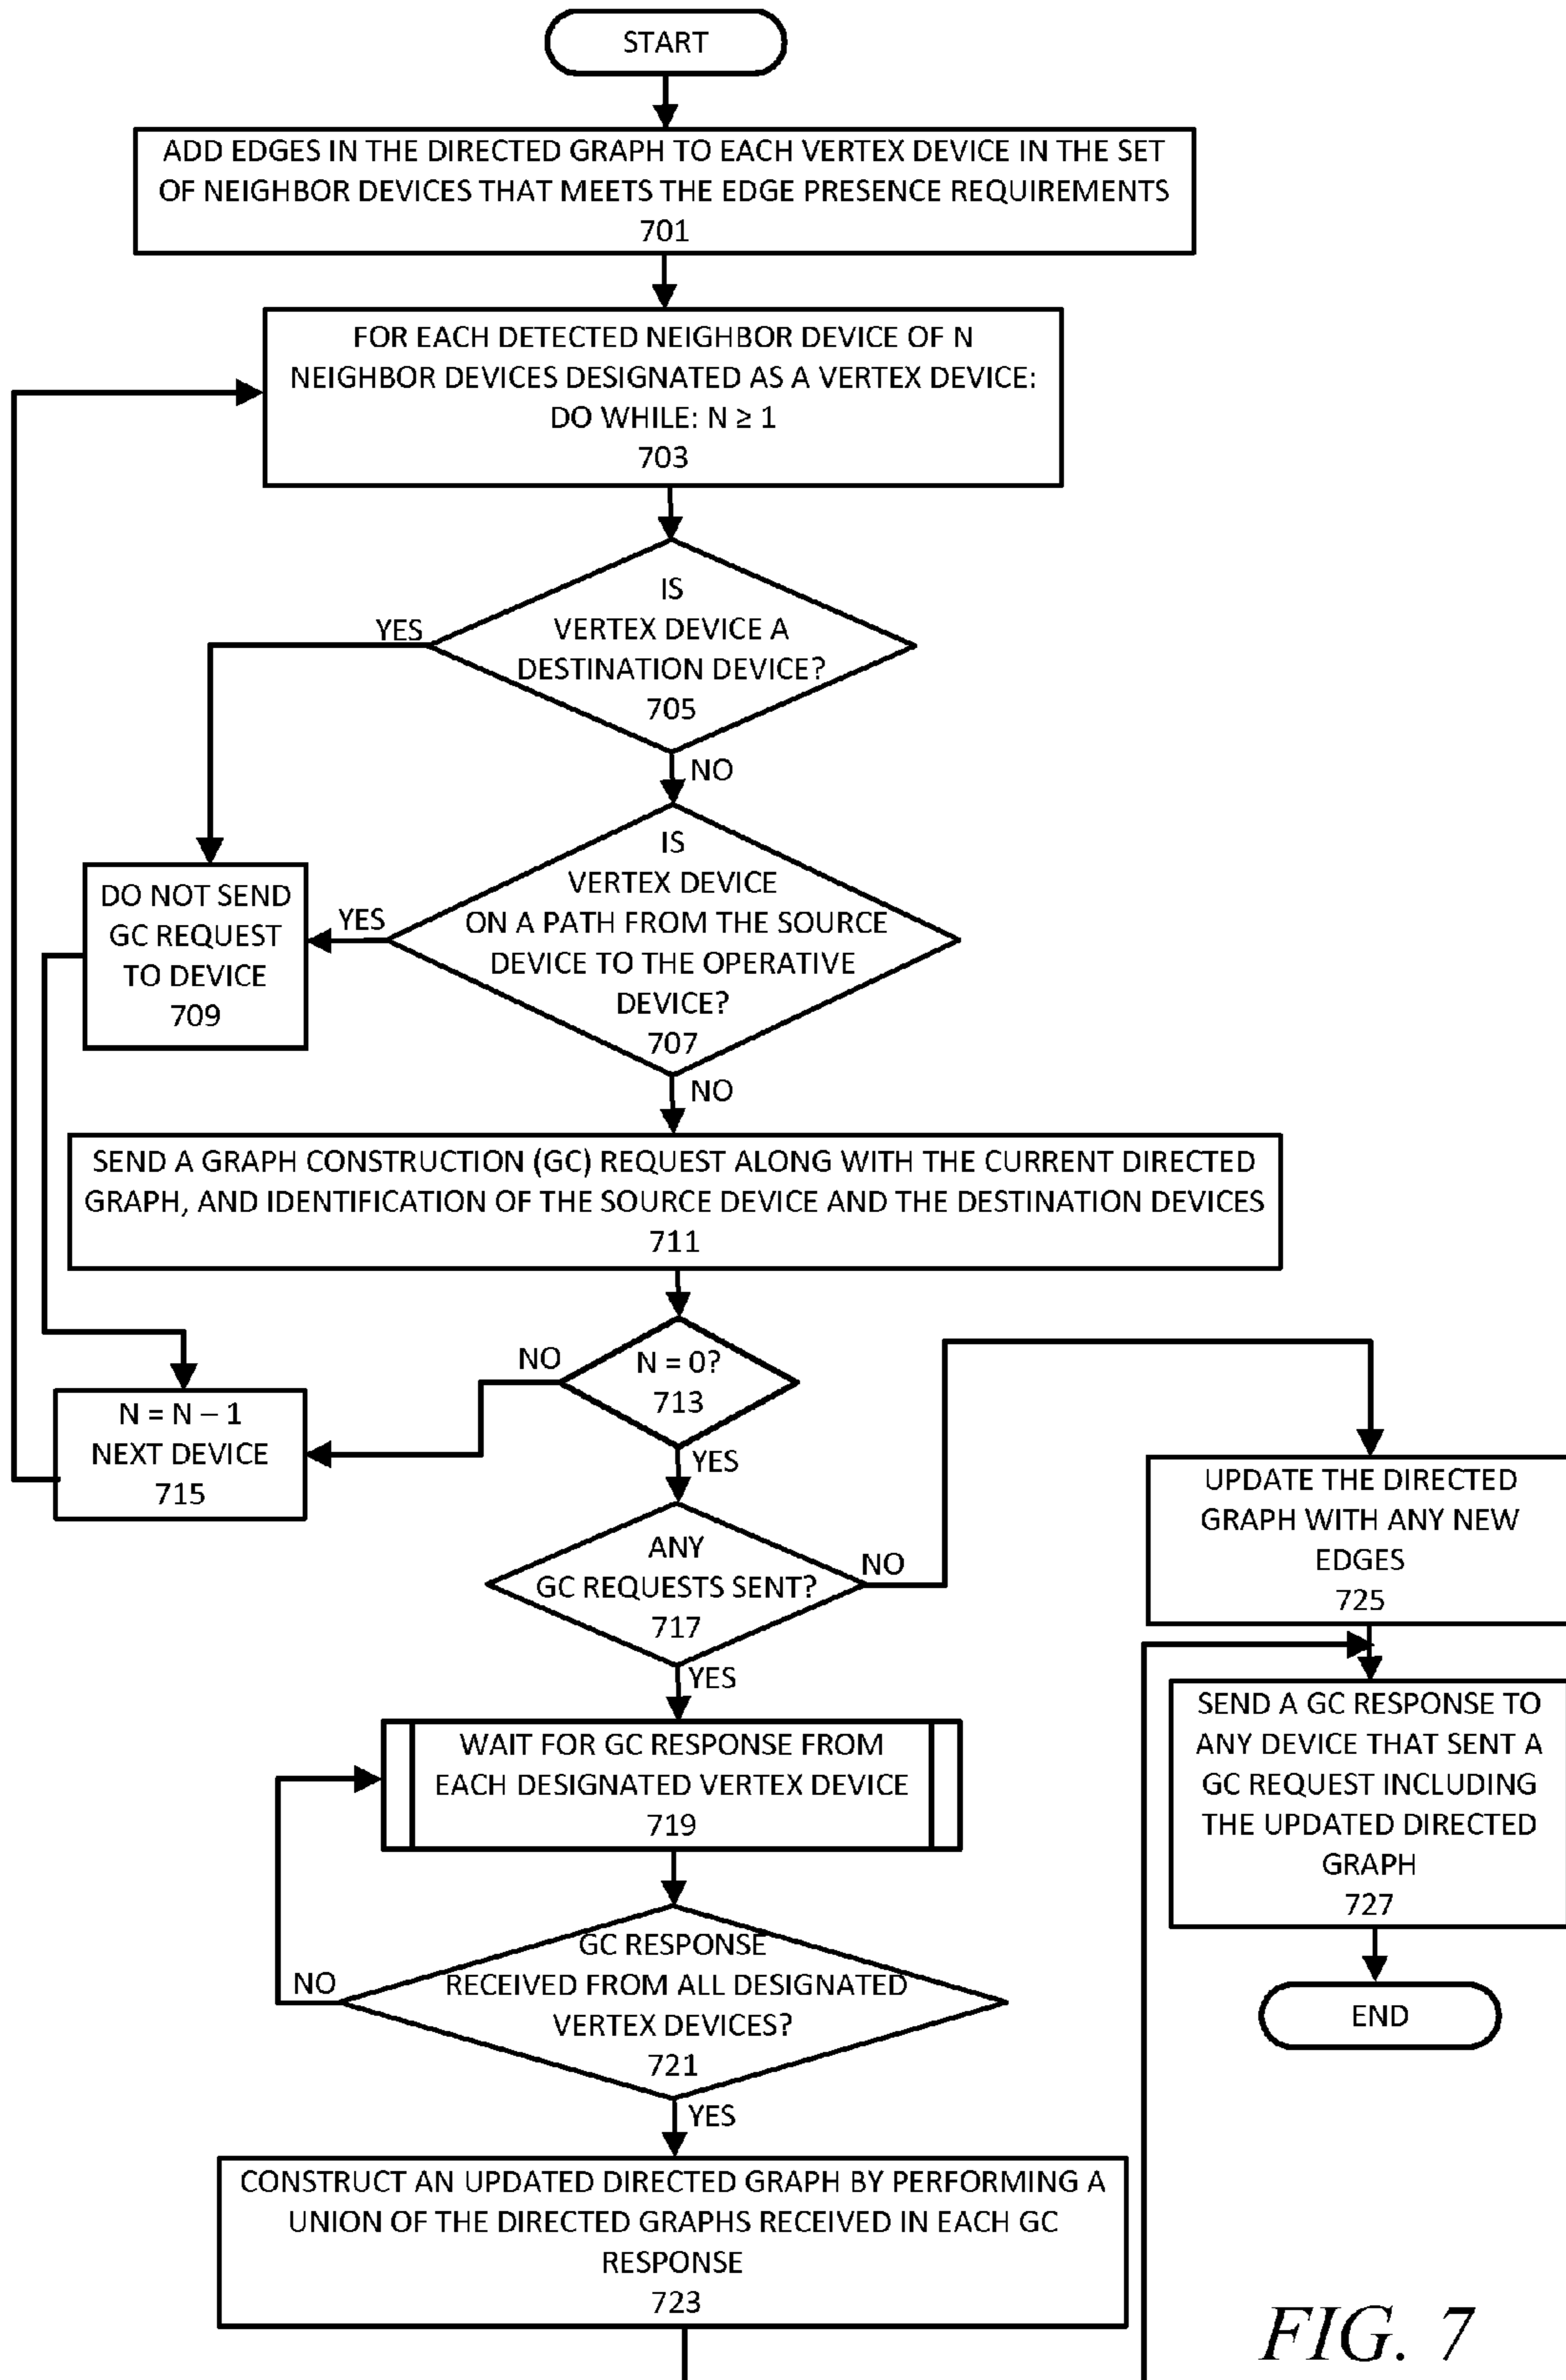 START
ADD EDGES IN THE DIRECTED GRAPH TO EACH VERTEX DEVICE IN THE SET
OF NEIGHBOR DEVICES THAT MEETS THE EDGE PRESENCE REQUIREMENTS
701
FOR EACH DETECTED NEIGHBOR DEVICE OF N
NEIGHBOR DEVICES DESIGNATED AS A VERTEX DEVICE:
DO WHILE: N ≥ 1
703
IS
VERTEX DEVICE A
DESTINATION DEVICE?
705
YES
NO
IS
VERTEX DEVICE
ON A PATH FROM THE SOURCE
DEVICE TO THE OPERATIVE
DEVICE?
707
YES
NO
DO NOT SEND
GC REQUEST
TO DEVICE
709
SEND A GRAPH CONSTRUCTION (GC) REQUEST ALONG WITH THE CURRENT DIRECTED
GRAPH, AND IDENTIFICATION OF THE SOURCE DEVICE AND THE DESTINATION DEVICES
711
N = 0?
713
NO
YES
N = N – 1
NEXT DEVICE
715
ANY
GC REQUESTS SENT?
717
NO
YES
WAIT FOR GC RESPONSE FROM
EACH DESIGNATED VERTEX DEVICE
719
GC RESPONSE
RECEIVED FROM ALL DESIGNATED
VERTEX DEVICES?
721
NO
YES
CONSTRUCT AN UPDATED DIRECTED GRAPH BY PERFORMING A
UNION OF THE DIRECTED GRAPHS RECEIVED IN EACH GC
RESPONSE
723
UPDATE THE DIRECTED
GRAPH WITH ANY NEW
EDGES
725
SEND A GC RESPONSE TO
ANY DEVICE THAT SENT A
GC REQUEST INCLUDING
THE UPDATED DIRECTED
GRAPH
727
END
FIG. 7